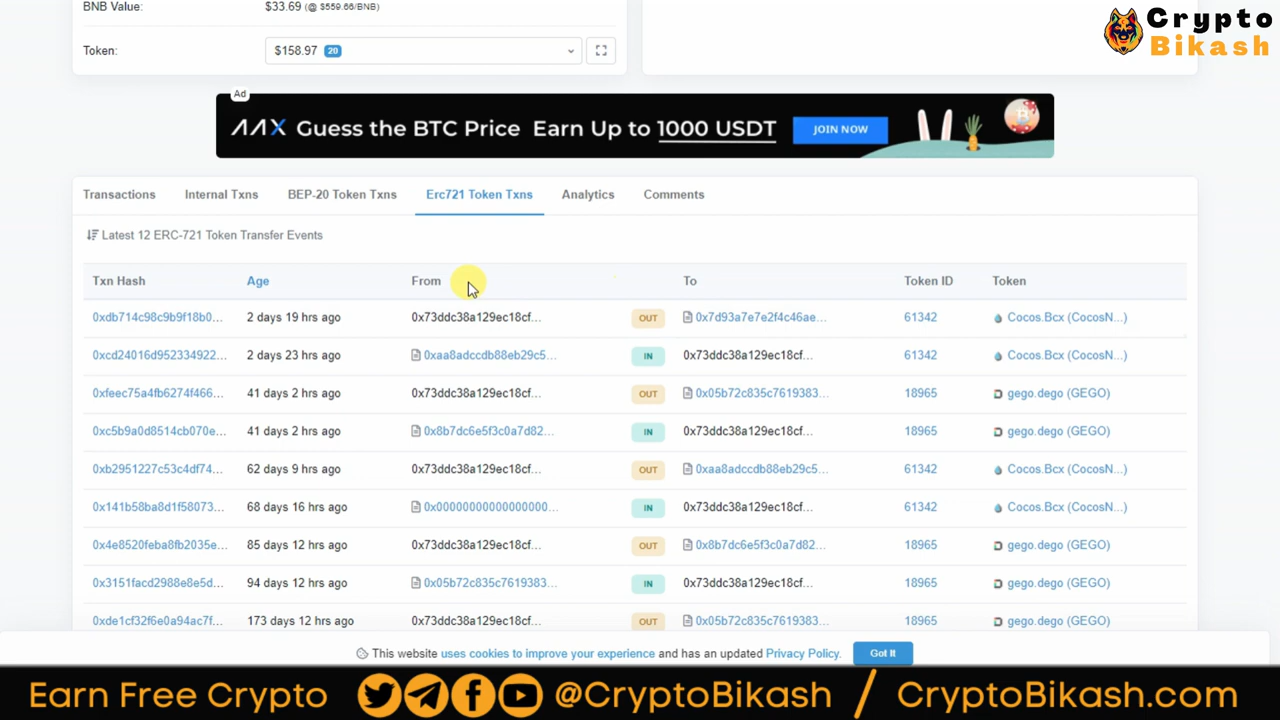 BNB Value: $33.69 (@ $559.66/BNB)
Crypto
Bikash
Token: $158.97 20
Ad
AAX Guess the BTC Price Earn Up to 1000 USDT JOIN NOW
Transactions Internal Txns BEP-20 Token Txns Erc721 Token Txns Analytics Comments
Latest 12 ERC-721 Token Transfer Events
Txn Hash Age From To Token ID Token
0xdb714c98c9b9f18b0... 2 days 19 hrs ago 0x73ddc38a129ec18cf... OUT 0x7d93a7e7e2f4c46ae... 61342 Cocos.Bcx (CocosN...)
0xcd24016d952334922... 2 days 23 hrs ago 0xaa8adccdb88eb29c5... IN 0x73ddc38a129ec18cf... 61342 Cocos.Bcx (CocosN...)
0xfeec75a4fb6274f466... 41 days 2 hrs ago 0x73ddc38a129ec18cf... OUT 0x05b72c835c7619383... 18965 gego.dego (GEGO)
0xc5b9a0d8514cb070e... 41 days 2 hrs ago 0x8b7dc6e5f3c0a7d82... IN 0x73ddc38a129ec18cf... 18965 gego.dego (GEGO)
0xb2951227c53c4df74... 62 days 9 hrs ago 0x73ddc38a129ec18cf... OUT 0xaa8adccdb88eb29c5... 61342 Cocos.Bcx (CocosN...)
0x141b58ba8d1f58073... 68 days 16 hrs ago 0x0000000000000000... IN 0x73ddc38a129ec18cf... 61342 Cocos.Bcx (CocosN...)
0x4e8520feba8fb2035e... 85 days 12 hrs ago 0x73ddc38a129ec18cf... OUT 0x8b7dc6e5f3c0a7d82... 18965 gego.dego (GEGO)
0x3151facd2988e8e5d... 94 days 12 hrs ago 0x05b72c835c7619383... IN 0x73ddc38a129ec18cf... 18965 gego.dego (GEGO)
0xde1cf32f6e0a94ac7f... 173 days 12 hrs ago 0x73ddc38a129ec18cf... OUT 0x05b72c835c7619383... 18965 gego.dego (GEGO)
This website uses cookies to improve your experience and has an updated Privacy Policy. Got It
Earn Free Crypto @CryptoBikash / CryptoBikash.com